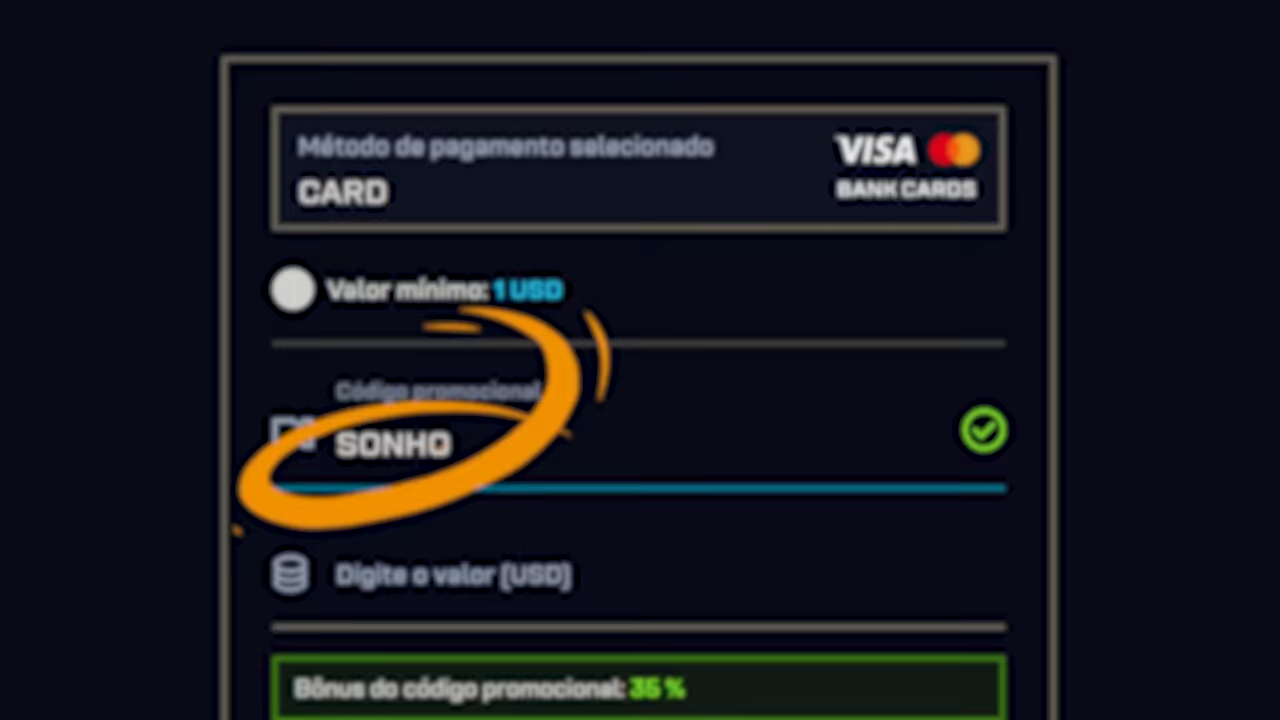 Método de pagamento selecionado
CARD
VISA
BANK CARDS
Valor mínimo: 1 USD
Código promocional
SONHO
Digite o valor (USD)
Bônus do código promocional: 35 %